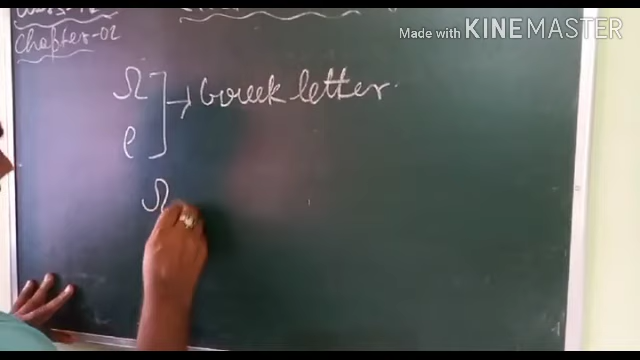 Made with KINEMASTER
Chapter-02
Ω
ρ
→ Greek letter
Ω